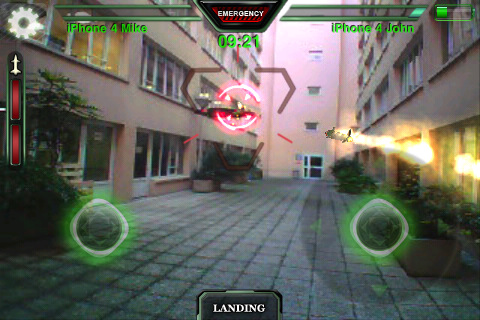 EMERGENCY
iPhone 4 Mike
iPhone 4 John
09:21
LANDING